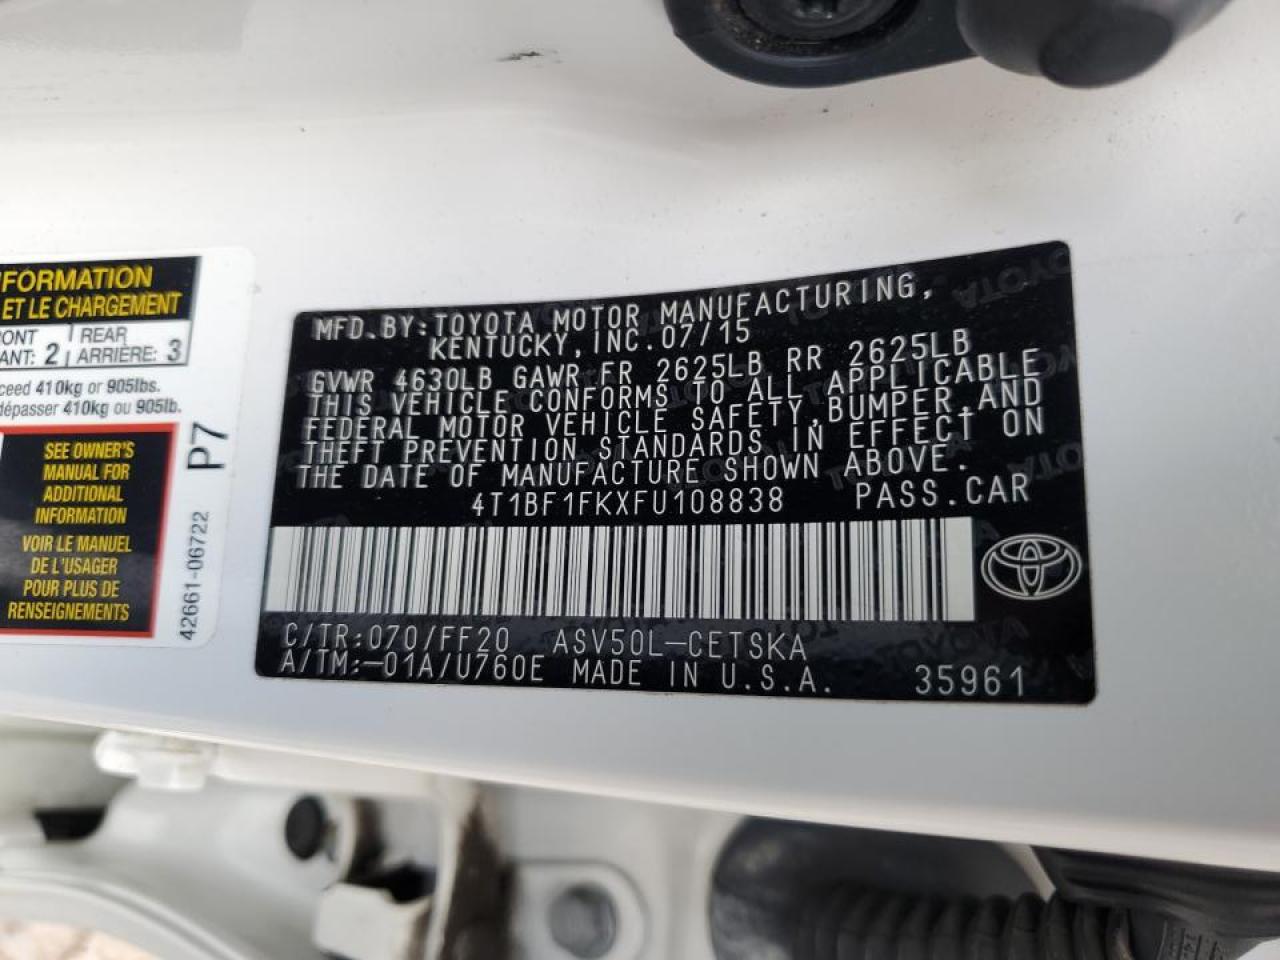 FORMATION
ET LE CHARGEMENT
ANT: 2 | REAR ARRIÈRE: 3
ceed 410kg or 905lbs.
dépasser 410kg ou 905lb.
SEE OWNER'S
MANUAL FOR
ADDITIONAL
INFORMATION
VOIR LE MANUEL
DE L'USAGER
POUR PLUS DE
RENSEIGNEMENTS
P7
42661-06722
MFD.BY:TOYOTA MOTOR MANUFACTURING,
KENTUCKY, INC. 07/15
GVWR 4630LB GAWR FR 2625LB RR 2625LB
THIS VEHICLE CONFORMS TO ALL APPLICABLE
FEDERAL MOTOR VEHICLE SAFETY, BUMPER, AND
THEFT PREVENTION STANDARDS IN EFFECT ON
THE DATE OF MANUFACTURE SHOWN ABOVE.
4T1BF1FKXFU108838 PASS.CAR
C/TR:070/FF20 ASV50L-CETSKA
A/TM:-01A/U760E MADE IN U.S.A. 35961